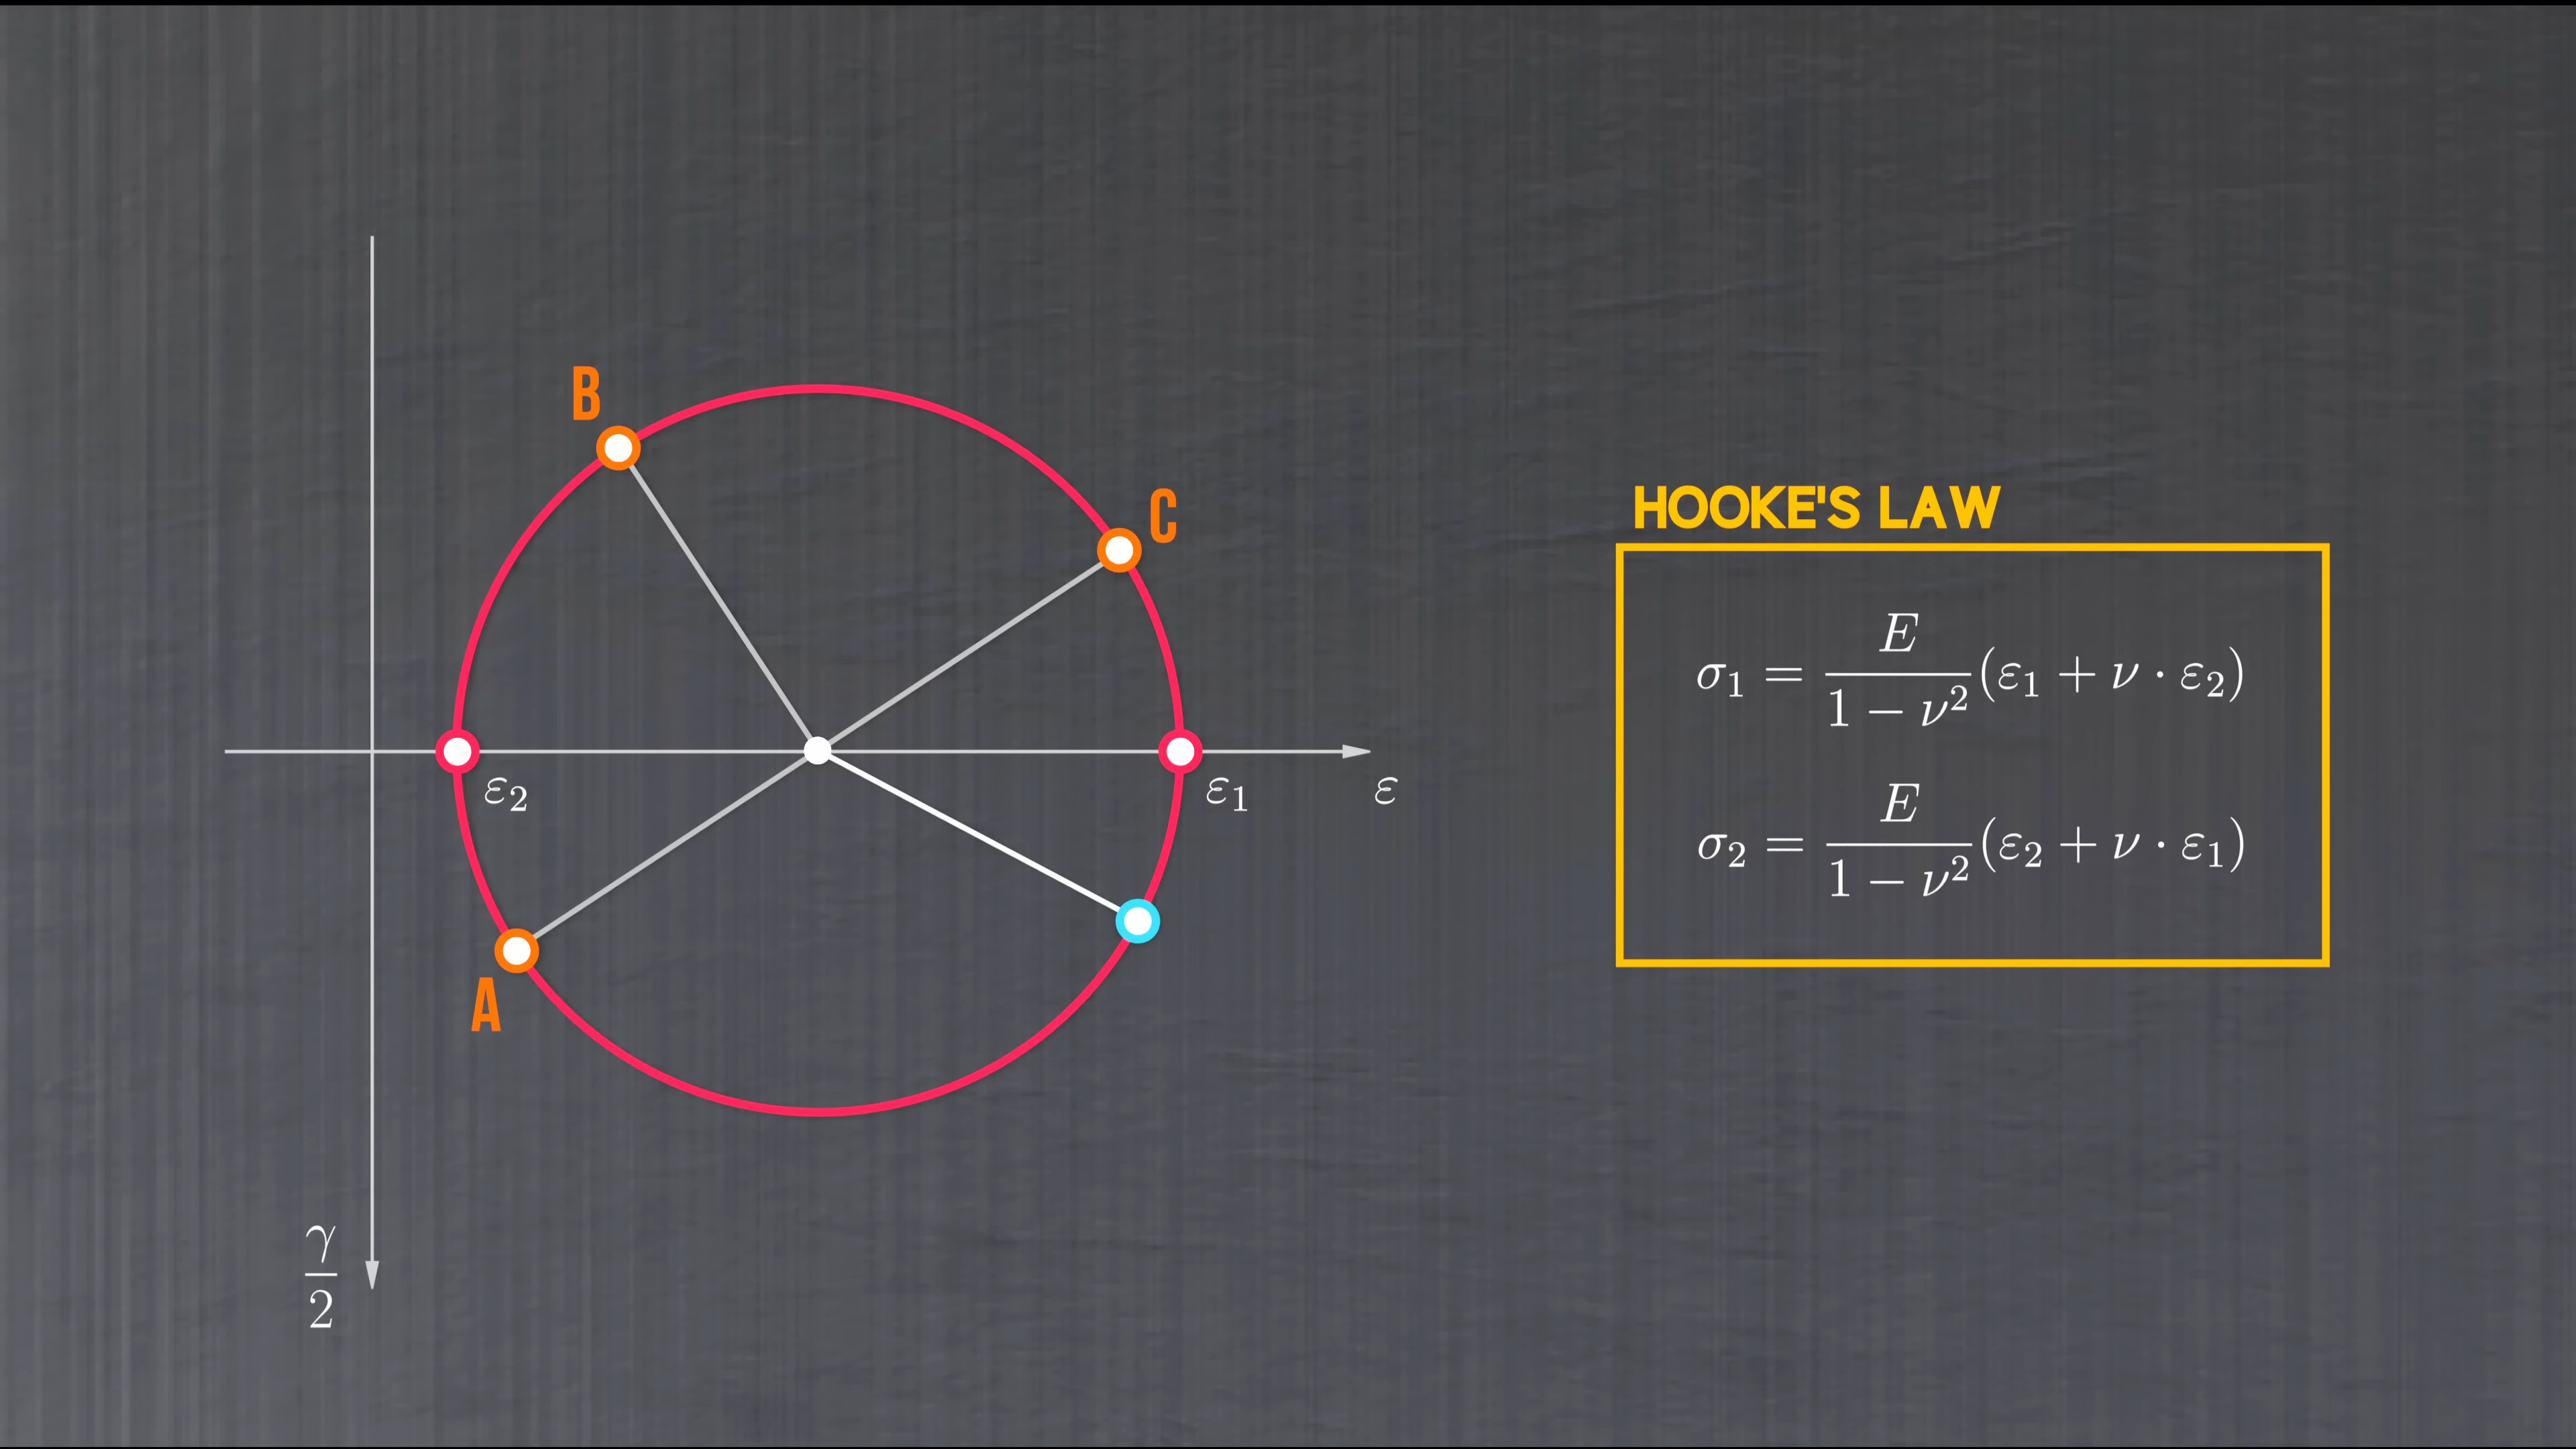 B
C
A
ε₂
ε₁
ε
γ/2
HOOKE'S LAW
σ₁ = E/(1 − ν²) (ε₁ + ν · ε₂)
σ₂ = E/(1 − ν²) (ε₂ + ν · ε₁)